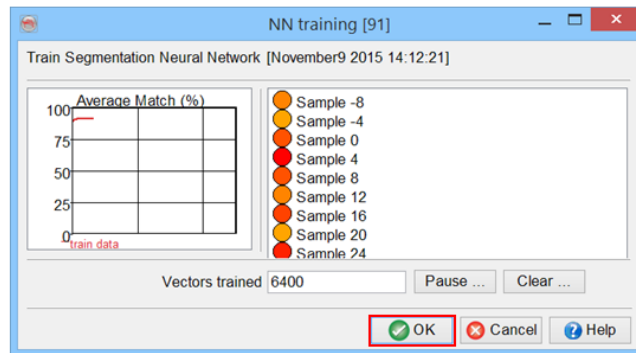 NN training [91]
Train Segmentation Neural Network [November9 2015 14:12:21]
Average Match (%)
100
75
50
25
0
train data
Sample -8
Sample -4
Sample 0
Sample 4
Sample 8
Sample 12
Sample 16
Sample 20
Sample 24
Vectors trained 6400 Pause ... Clear ...
OK Cancel Help